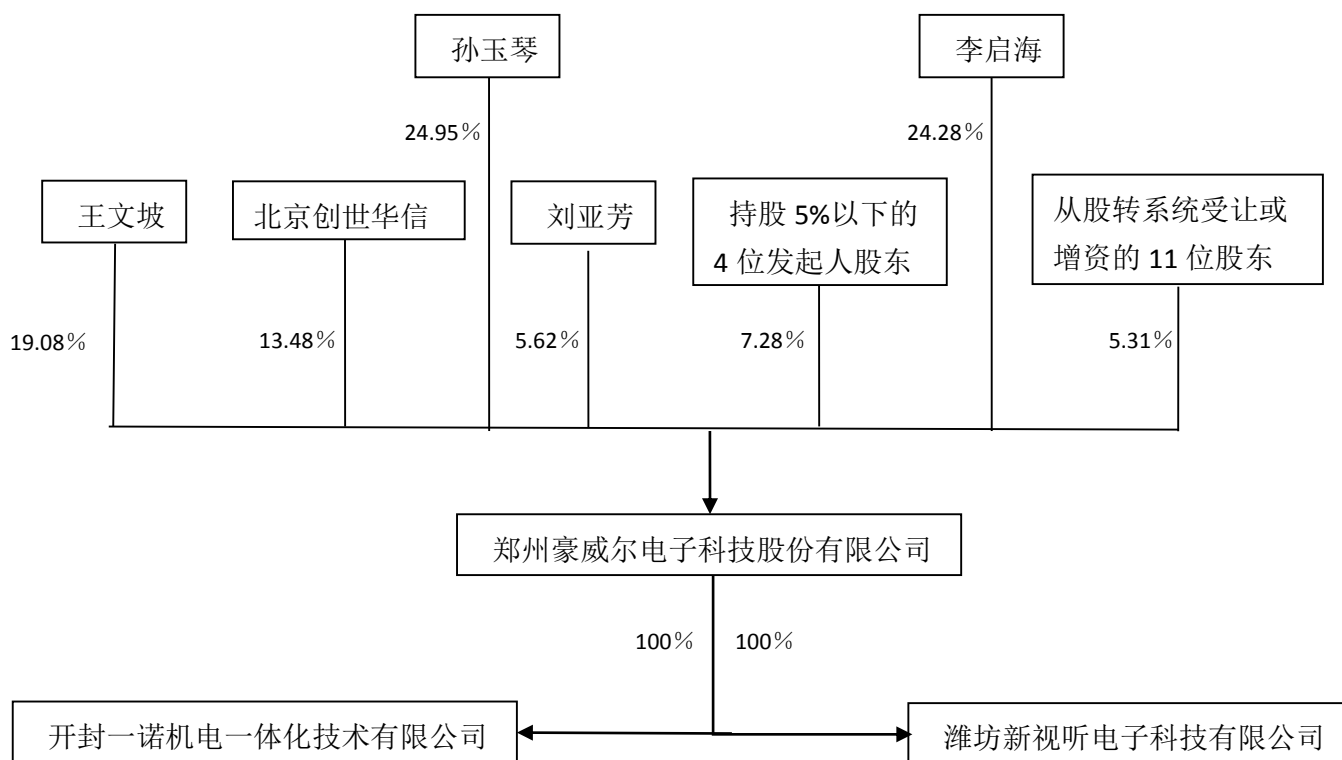 孙玉琴
李启海
24.95%
24.28%
王文坡
北京创世华信
刘亚芳
持股 5%以下的
4 位发起人股东
从股转系统受让或
增资的 11 位股东
19.08%
13.48%
5.62%
7.28%
5.31%
郑州豪威尔电子科技股份有限公司
100%
100%
开封一诺机电一体化技术有限公司
潍坊新视听电子科技有限公司